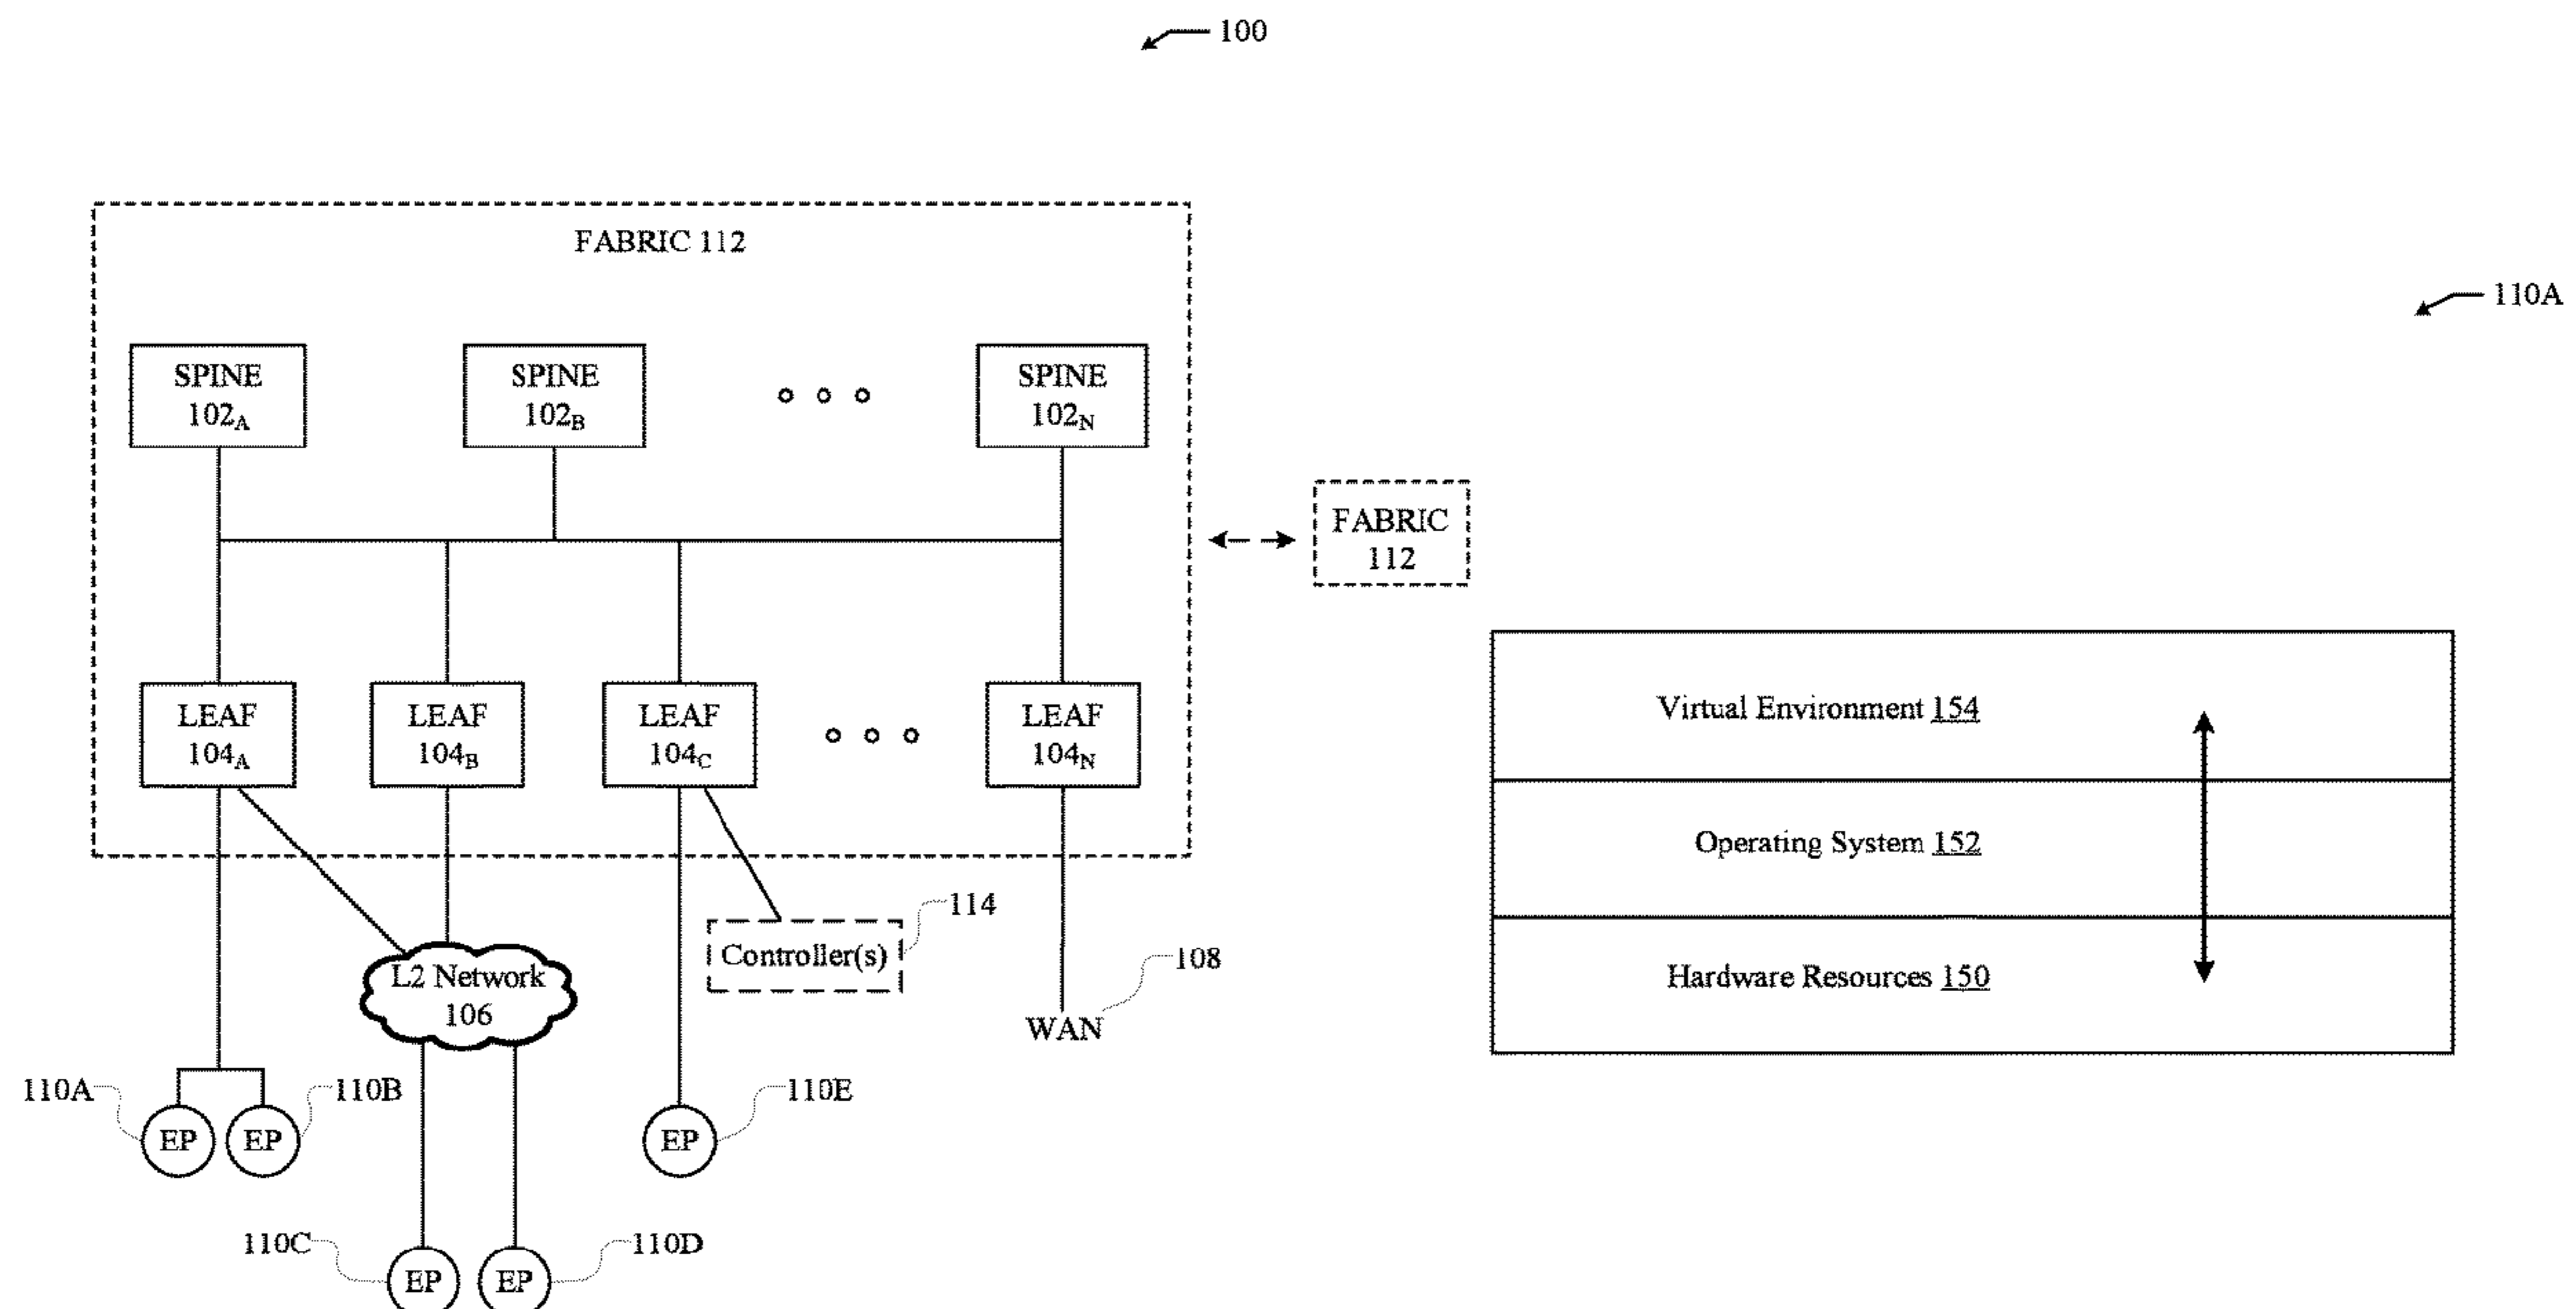 100
FABRIC 112
110A
SPINE
102A
SPINE
102B
SPINE
102N
FABRIC
112
LEAF
104A
LEAF
104B
LEAF
104C
LEAF
104N
Virtual Environment 154
Operating System 152
Hardware Resources 150
114
Controller(s)
108
WAN
L2 Network
106
110A
110B
110E
EP
EP
EP
110C
110D
EP
EP